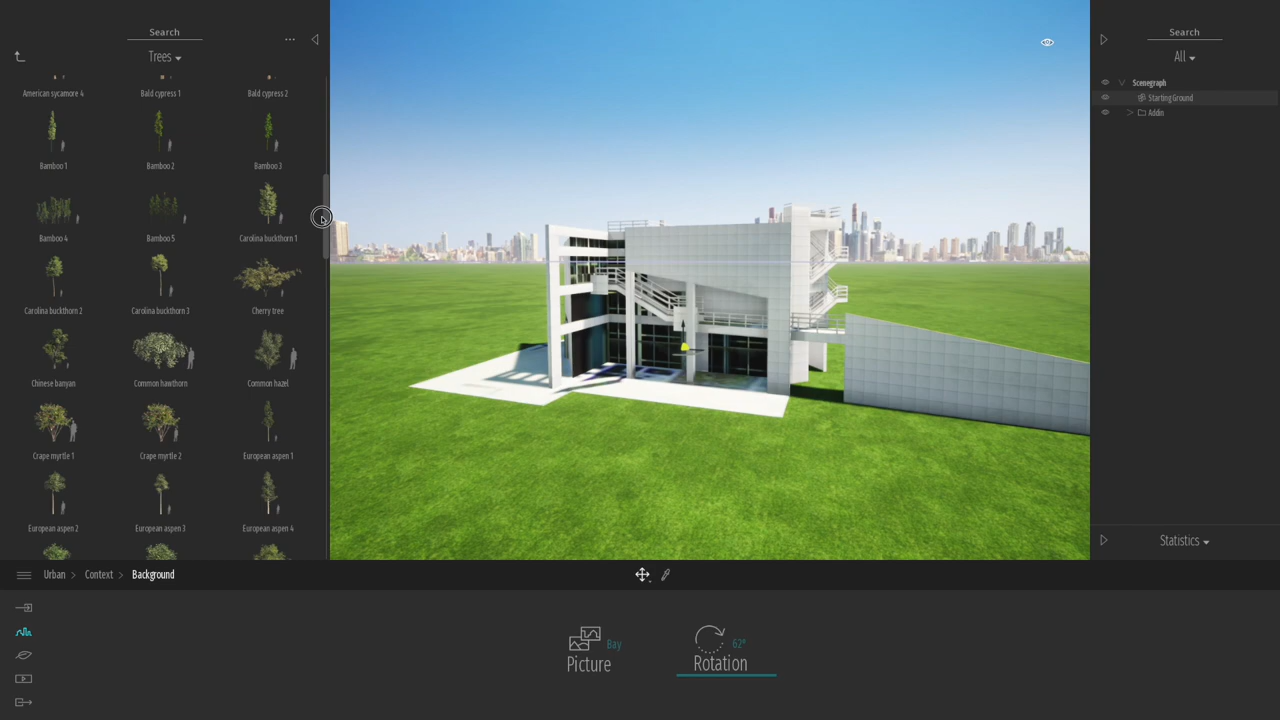 Search
Trees
American sycamore 4
Bald cypress 1
Bald cypress 2
Bamboo 1
Bamboo 2
Bamboo 3
Bamboo 4
Bamboo 5
Carolina buckthorn 1
Carolina buckthorn 2
Carolina buckthorn 3
Cherry tree
Chinese banyan
Common hawthorn
Common hazel
Crape myrtle 1
Crape myrtle 2
European aspen 1
European aspen 2
European aspen 3
European aspen 4
Search
All
Scenegraph
StartingGround
Addin
Statistics
Urban > Context > Background
Bay
Picture
62°
Rotation